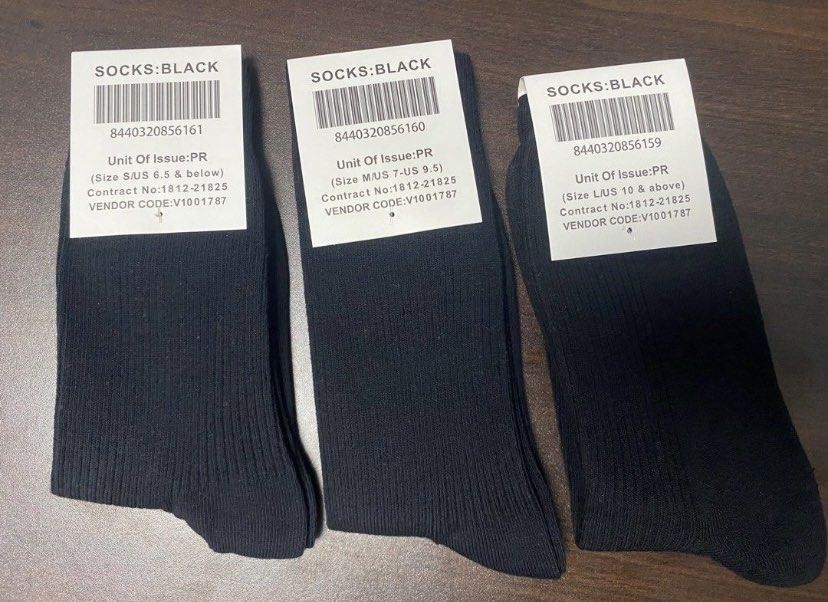 SOCKS:BLACK
8440320856161
Unit Of Issue:PR
(Size S/US 6.5 & below)
Contract No:1812-21825
VENDOR CODE:V1001787
SOCKS:BLACK
8440320856160
Unit Of Issue:PR
(Size M/US 7-US 9.5)
Contract No:1812-21825
VENDOR CODE:V1001787
SOCKS:BLACK
8440320856159
Unit Of Issue:PR
(Size L/US 10 & above)
Contract No:1812-21825
VENDOR CODE:V1001787